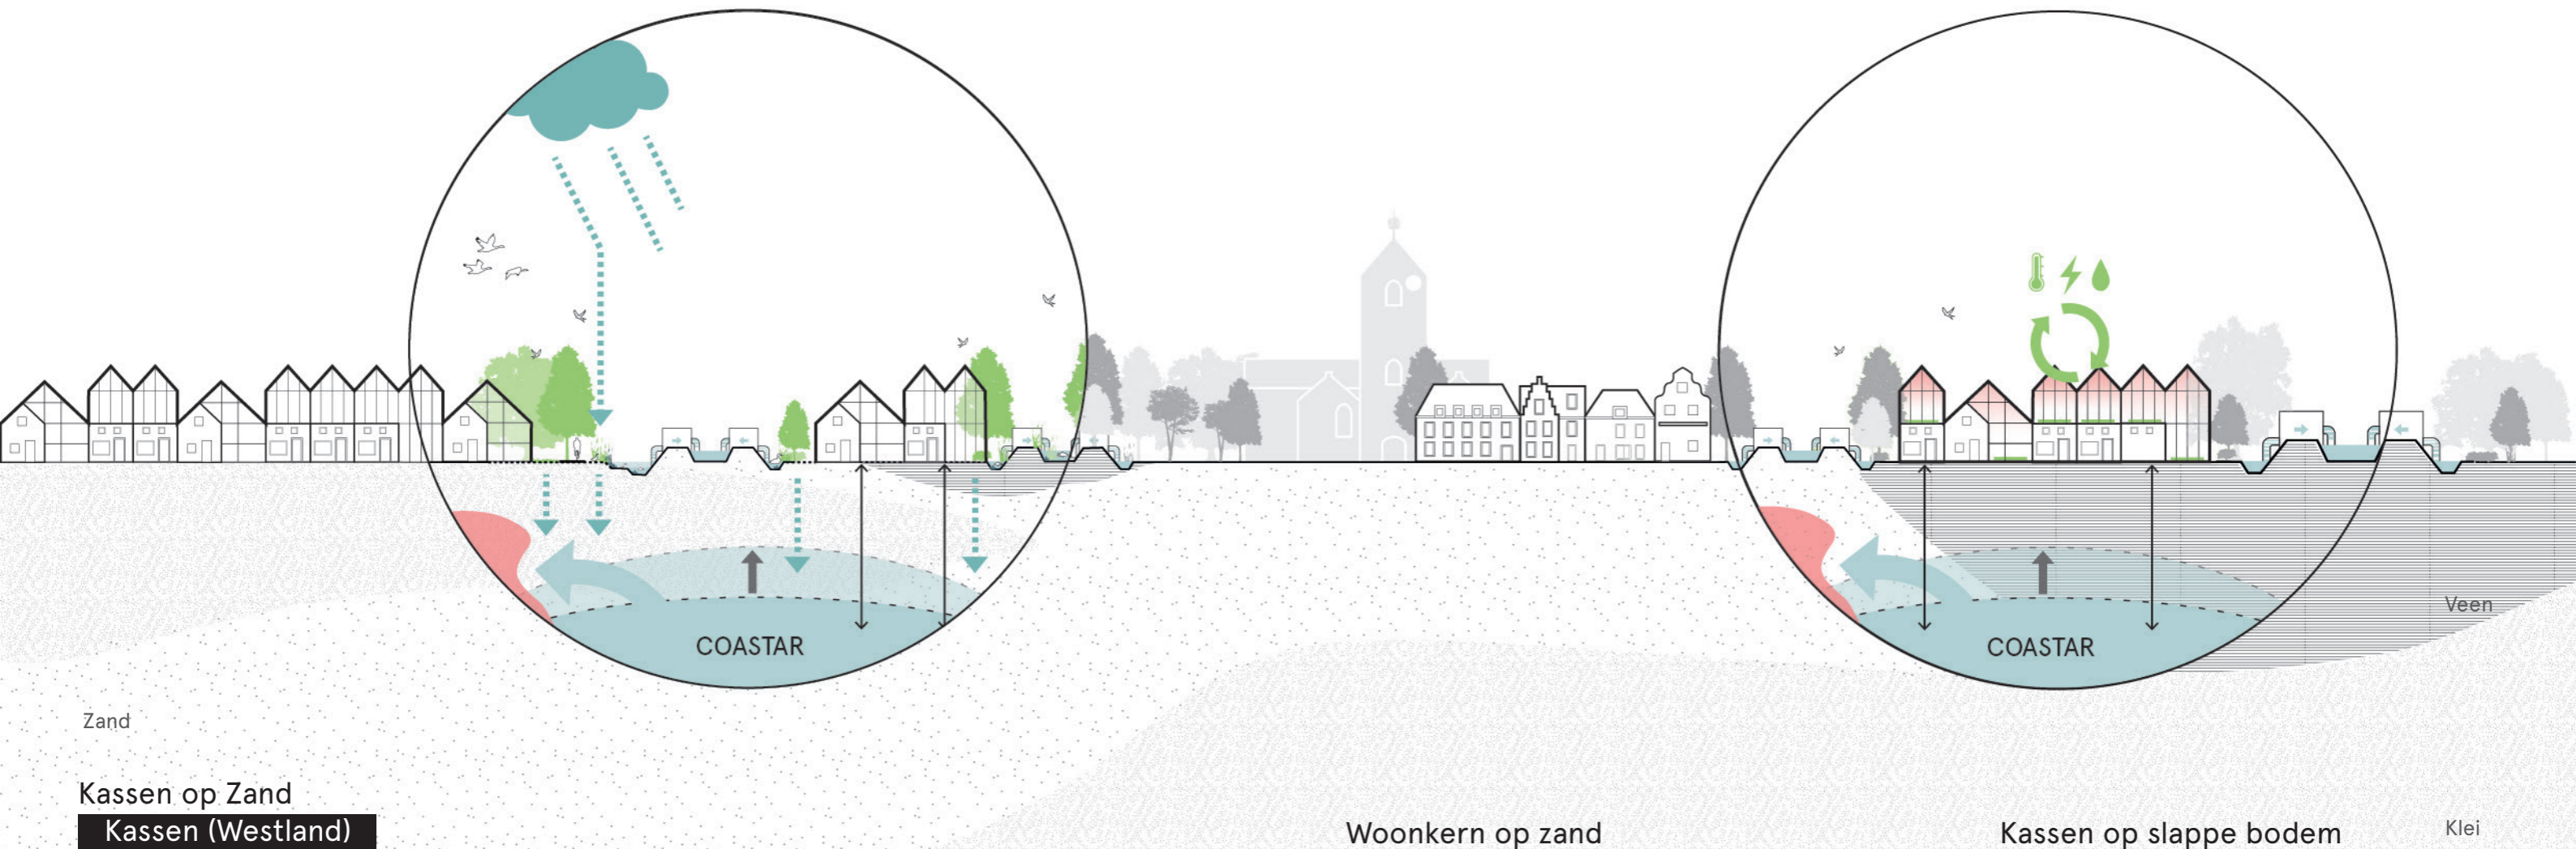 COASTAR
COASTAR
Veen
Zand
Kassen op Zand
Kassen (Westland)
Woonkern op zand
Kassen op slappe bodem
Klei